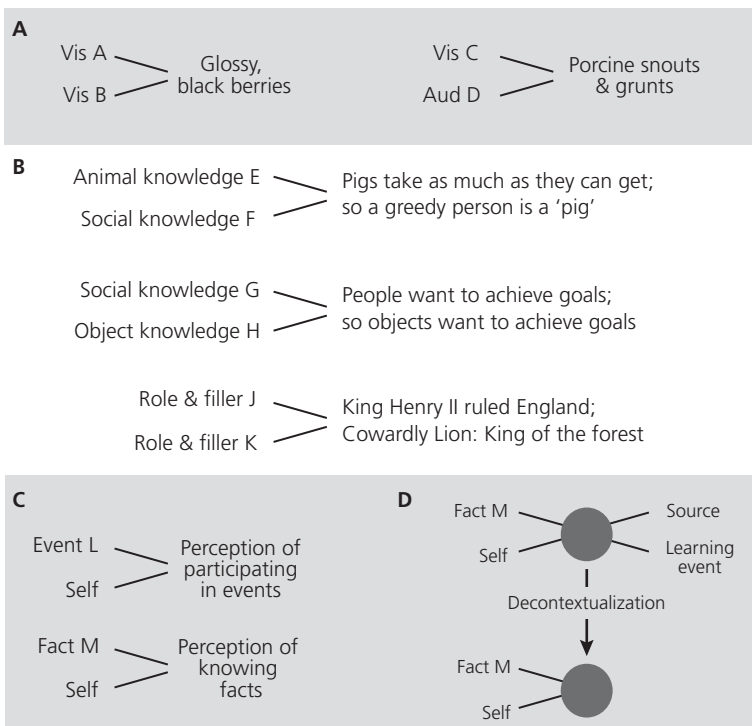 A
Vis A
Vis B
Glossy,
black berries
Vis C
Aud D
Porcine snouts
& grunts
B
Animal knowledge E
Social knowledge F
Pigs take as much as they can get;
so a greedy person is a ‘pig’
Social knowledge G
Object knowledge H
People want to achieve goals;
so objects want to achieve goals
Role & filler J
Role & filler K
King Henry II ruled England;
Cowardly Lion: King of the forest
C
Event L
Self
Perception of
participating
in events
Fact M
Self
Perception of
knowing
facts
D
Fact M
Self
Source
Learning
event
Decontextualization
Fact M
Self